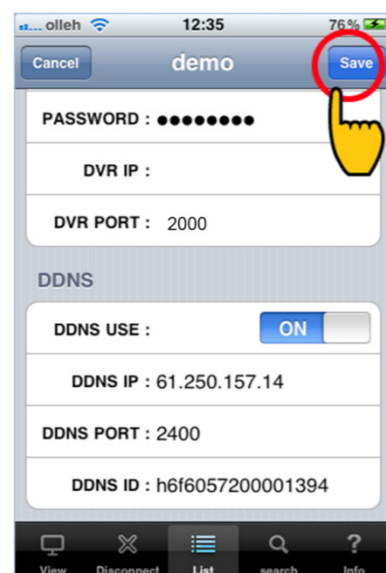 olleh 12:35 76%
Cancel demo Save
PASSWORD : ●●●●●●●●
DVR IP :
DVR PORT : 2000
DDNS
DDNS USE : ON
DDNS IP : 61.250.157.14
DDNS PORT : 2400
DDNS ID : h6f6057200001394
View Disconnect List search Info